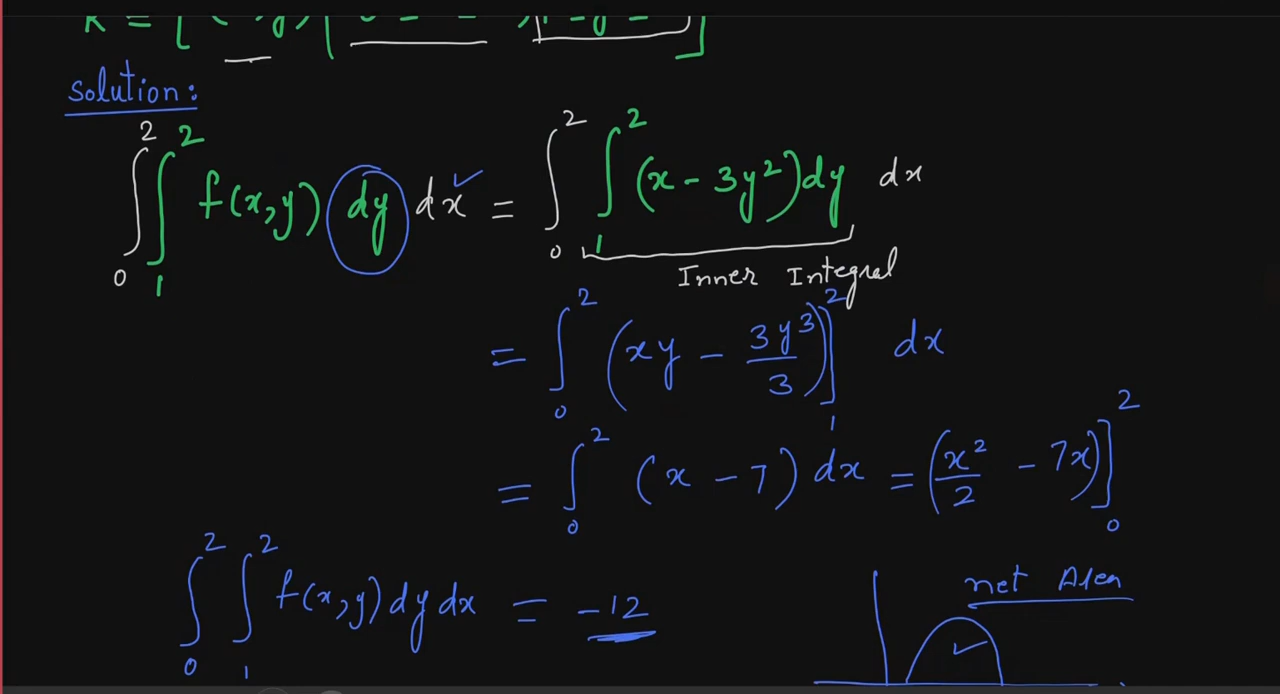 Solution:
∫₀² ∫₁² f(x,y) dy dx = ∫₀² ∫₁² (x - 3y²)dy dx
Inner Integral
= ∫₀² (xy - 3y³/3)]₁² dx
= ∫₀² (x - 7) dx = (x²/2 - 7x)]₀²
∫₀² ∫₁² f(x,y) dy dx = -12
net Area